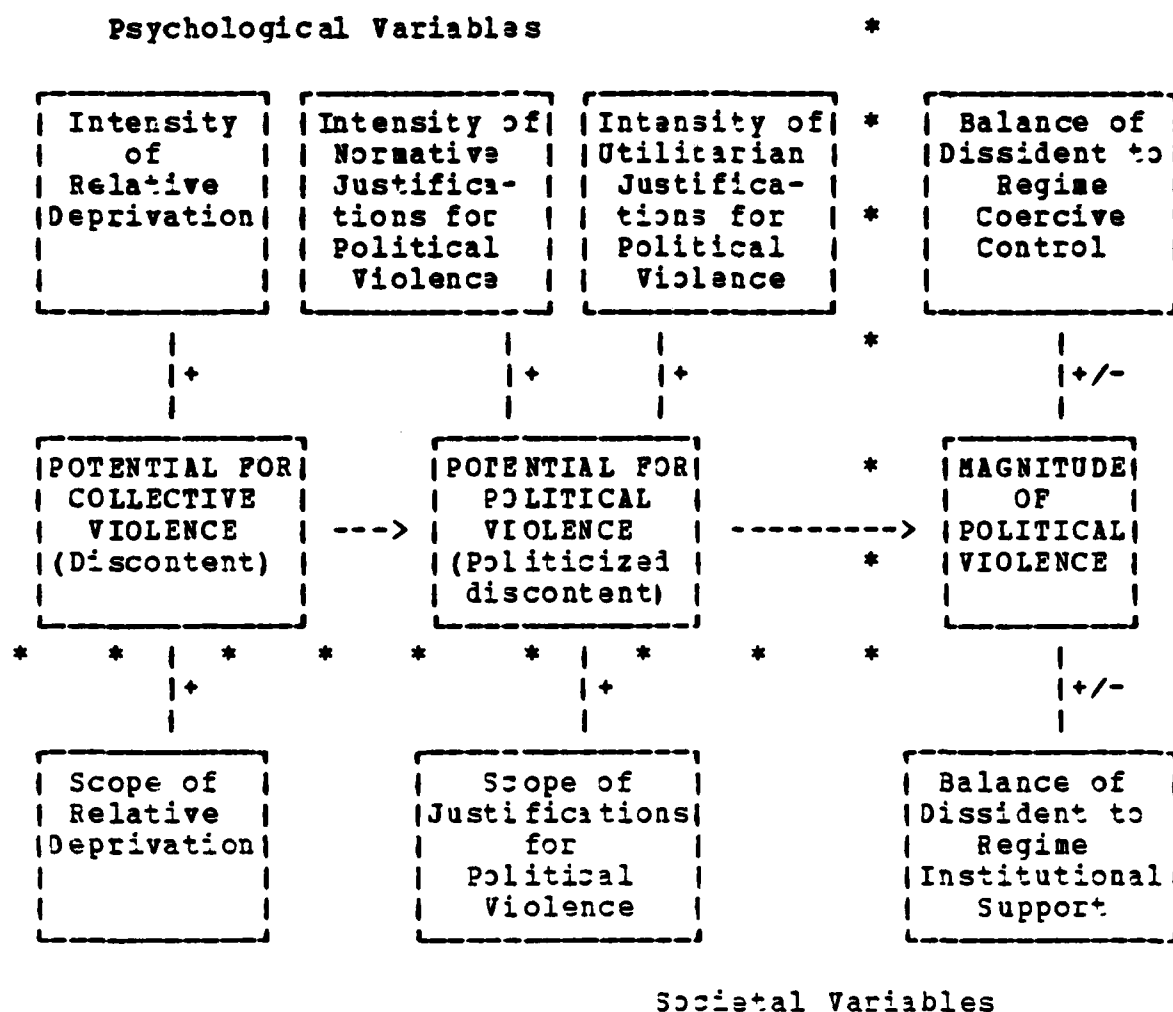 Psychological Variables
*
Intensity
of
Relative
Deprivation
Intensity of
Normative
Justifica-
tions for
Political
Violence
Intensity of
Utilitarian
Justifica-
tions for
Political
Violence
*
*
Balance of
Dissident to
Regime
Coercive
Control
*
+
+
+
+/-
POTENTIAL FOR
COLLECTIVE
VIOLENCE
(Discontent)
--->
POTENTIAL FOR
POLITICAL
VIOLENCE
(Politicized
discontent)
--------->
*
*
MAGNITUDE
OF
POLITICAL
VIOLENCE
* * * * * * * * *
+
+
+/-
Scope of
Relative
Deprivation
Scope of
Justifications
for
Political
Violence
Balance of
Dissident to
Regime
Institutional
Support
Societal Variables